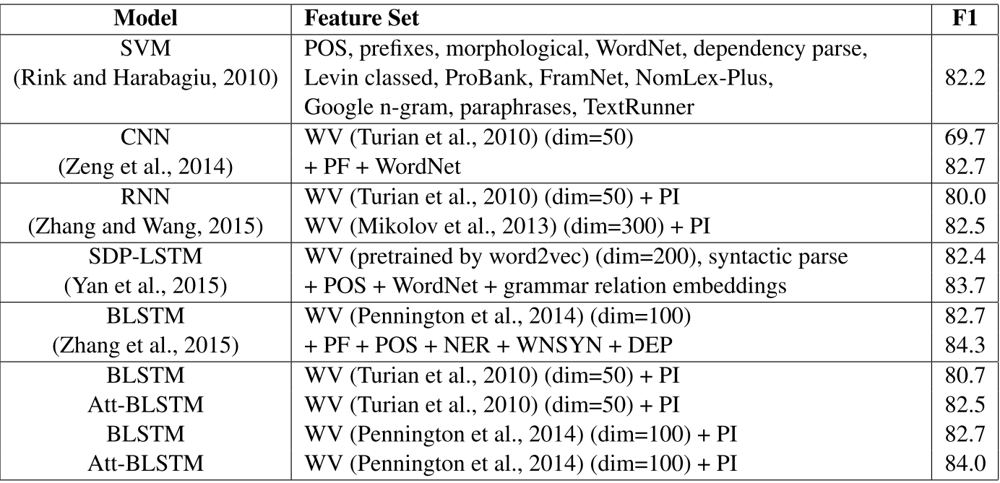 Model Feature Set F1
SVM POS, prefixes, morphological, WordNet, dependency parse,
(Rink and Harabagiu, 2010) Levin classed, ProBank, FramNet, NomLex-Plus, 82.2
Google n-gram, paraphrases, TextRunner
CNN WV (Turian et al., 2010) (dim=50) 69.7
(Zeng et al., 2014) + PF + WordNet 82.7
RNN WV (Turian et al., 2010) (dim=50) + PI 80.0
(Zhang and Wang, 2015) WV (Mikolov et al., 2013) (dim=300) + PI 82.5
SDP-LSTM WV (pretrained by word2vec) (dim=200), syntactic parse 82.4
(Yan et al., 2015) + POS + WordNet + grammar relation embeddings 83.7
BLSTM WV (Pennington et al., 2014) (dim=100) 82.7
(Zhang et al., 2015) + PF + POS + NER + WNSYN + DEP 84.3
BLSTM WV (Turian et al., 2010) (dim=50) + PI 80.7
Att-BLSTM WV (Turian et al., 2010) (dim=50) + PI 82.5
BLSTM WV (Pennington et al., 2014) (dim=100) + PI 82.7
Att-BLSTM WV (Pennington et al., 2014) (dim=100) + PI 84.0